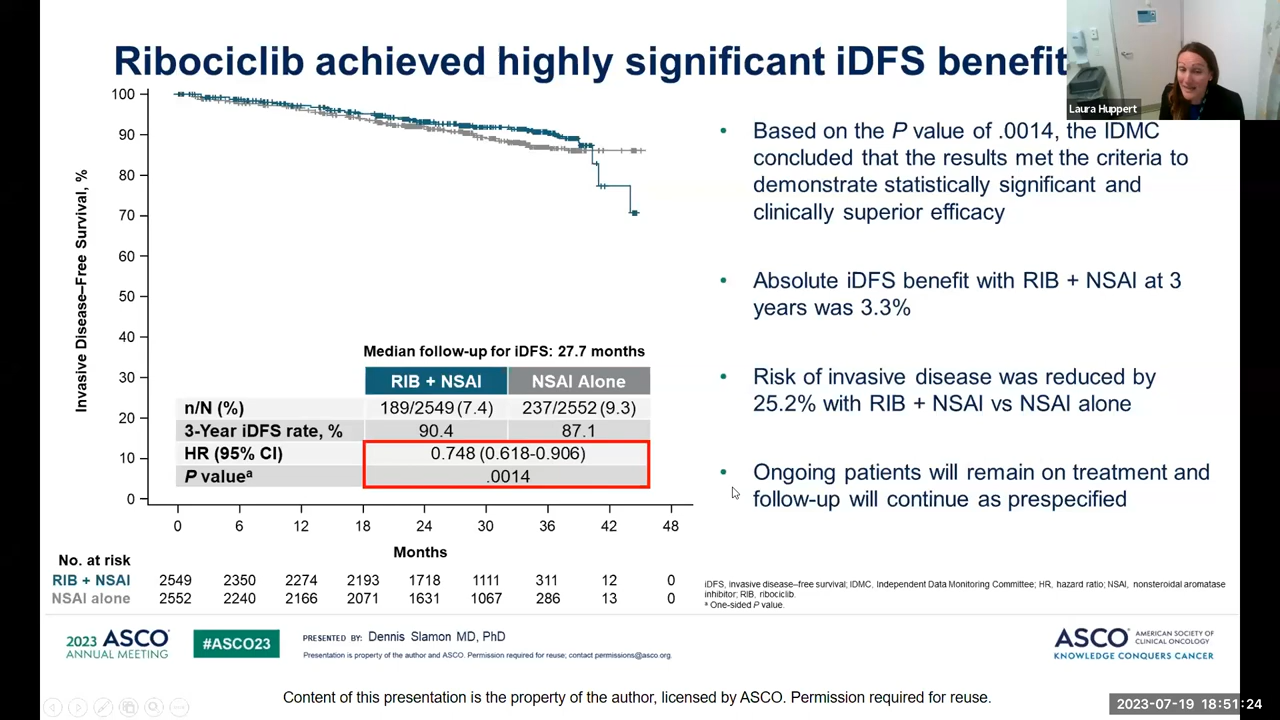 Ribociclib achieved highly significant iDFS benefit
Laura Huppert
Invasive Disease–Free Survival, %
100
90
80
70
60
50
40
30
20
10
0
0 6 12 18 24 30 36 42 48
Months
Median follow-up for iDFS: 27.7 months
RIB + NSAI NSAI Alone
n/N (%) 189/2549 (7.4) 237/2552 (9.3)
3-Year iDFS rate, % 90.4 87.1
HR (95% CI) 0.748 (0.618-0.906)
P valueᵃ .0014
No. at risk
RIB + NSAI 2549 2350 2274 2193 1718 1111 311 12 0
NSAI alone 2552 2240 2166 2071 1631 1067 286 13 0
• Based on the P value of .0014, the IDMC
concluded that the results met the criteria to
demonstrate statistically significant and
clinically superior efficacy
• Absolute iDFS benefit with RIB + NSAI at 3
years was 3.3%
• Risk of invasive disease was reduced by
25.2% with RIB + NSAI vs NSAI alone
• Ongoing patients will remain on treatment and
follow-up will continue as prespecified
iDFS, invasive disease–free survival; IDMC, Independent Data Monitoring Committee; HR, hazard ratio; NSAI, nonsteroidal aromatase
inhibitor; RIB, ribociclib.
ᵃ One-sided P value.
2023 ASCO
ANNUAL MEETING
#ASCO23
PRESENTED BY: Dennis Slamon MD, PhD
Presentation is property of the author and ASCO. Permission required for reuse; contact permissions@asco.org.
ASCO AMERICAN SOCIETY OF
CLINICAL ONCOLOGY
KNOWLEDGE CONQUERS CANCER
Content of this presentation is the property of the author, licensed by ASCO. Permission required for reuse.
2023-07-19 18:51:24